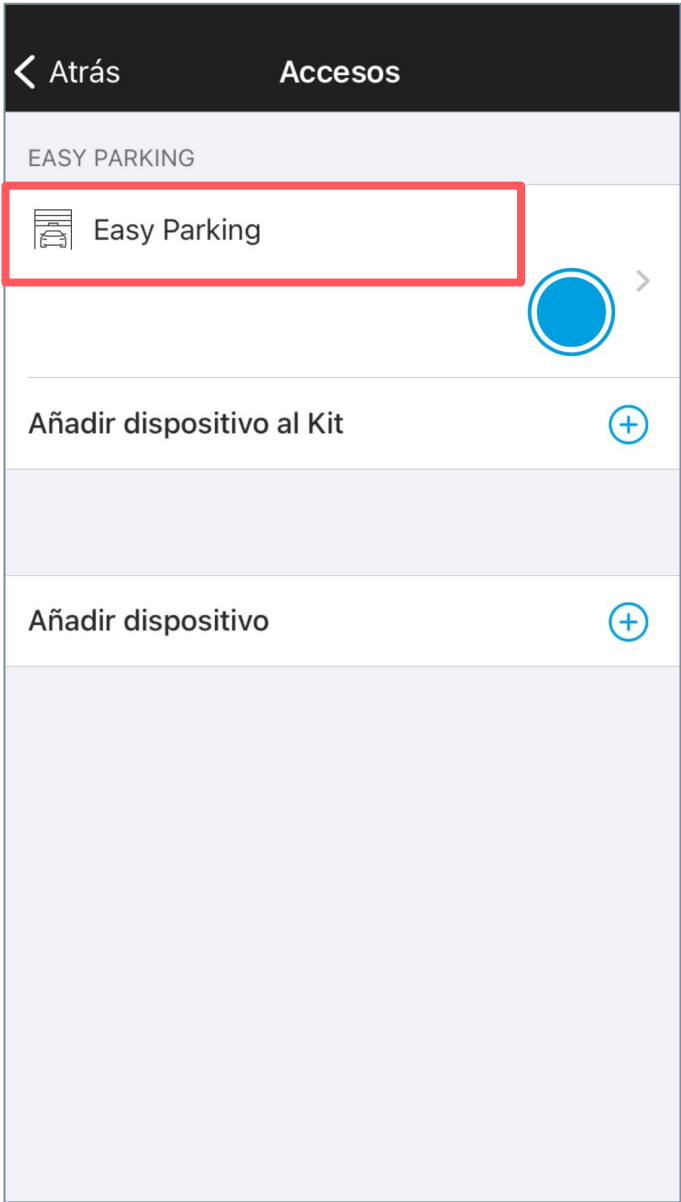 Atrás
Accesos
EASY PARKING
Easy Parking
Añadir dispositivo al Kit
Añadir dispositivo